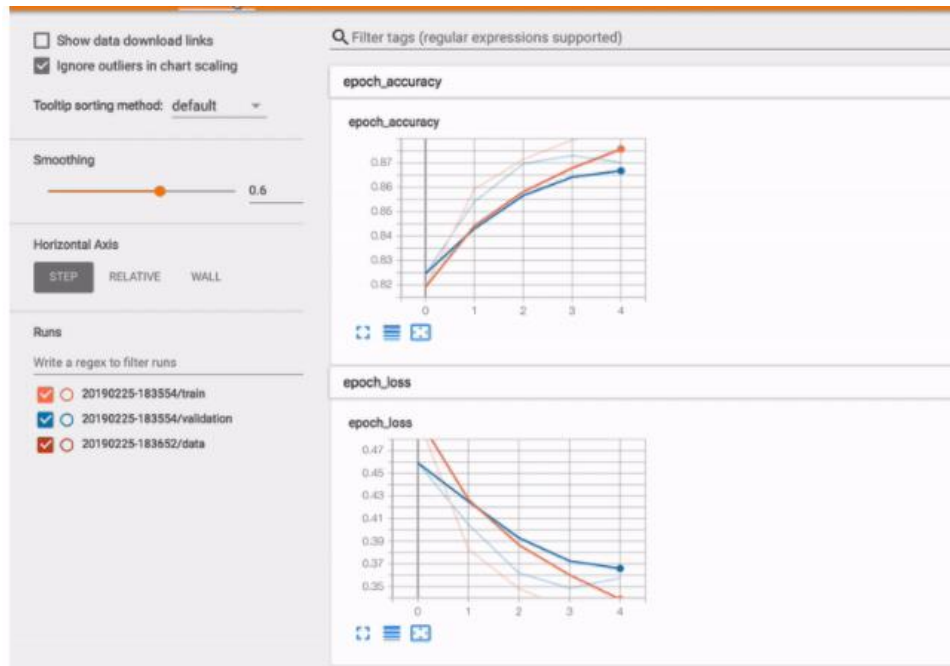 Show data download links
Ignore outliers in chart scaling
Tooltip sorting method: default
Smoothing
0.6
Horizontal Axis
STEP RELATIVE WALL
Runs
Write a regex to filter runs
20190225-183554/train
20190225-183554/validation
20190225-183652/data
Filter tags (regular expressions supported)
epoch_accuracy
epoch_accuracy
0.87
0.86
0.85
0.84
0.83
0.82
0 1 2 3 4
epoch_loss
epoch_loss
0.47
0.45
0.43
0.41
0.39
0.37
0.35
0 1 2 3 4